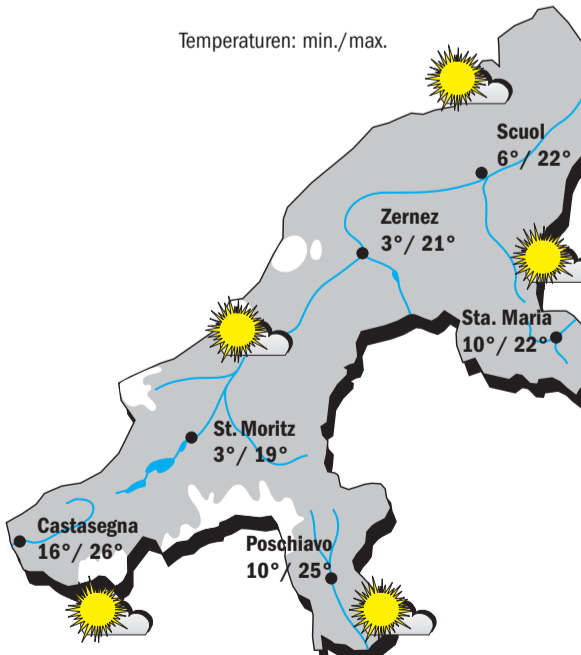 Temperaturen: min./max.
Scuol
6°/ 22°
Zernez
3°/ 21°
Sta. Maria
10°/ 22°
St. Moritz
3°/ 19°
Castasegna
16°/ 26°
Poschiavo
10°/ 25°